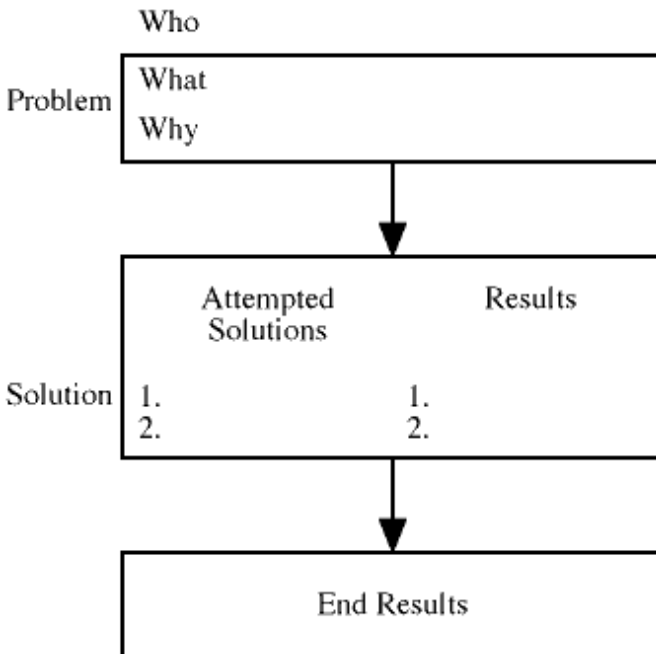 Who
Problem
What
Why
Attempted Results
Solutions
Solution
1. 1.
2. 2.
End Results